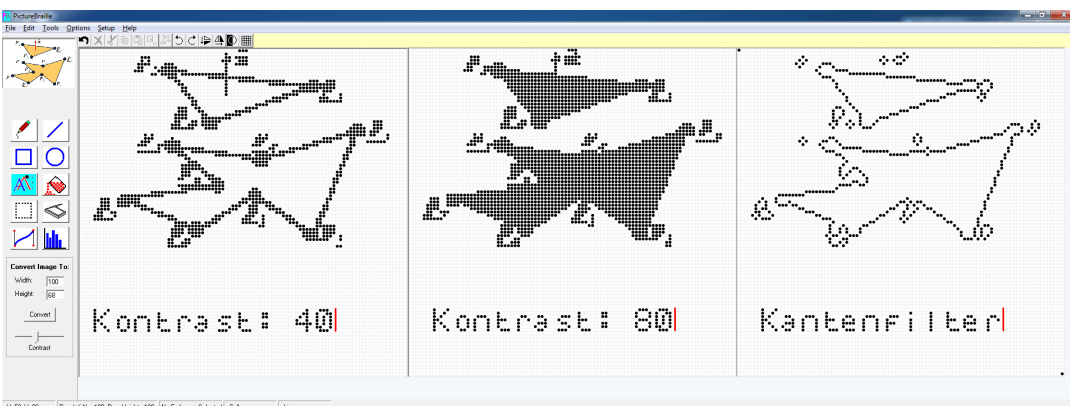 PictureBraille
File Edit Tools Options Setup Help
Convert Image To:
Width: 100
Height: 68
Convert
Contrast
Kontrast: 40
Kontrast: 80
Kantenfilter